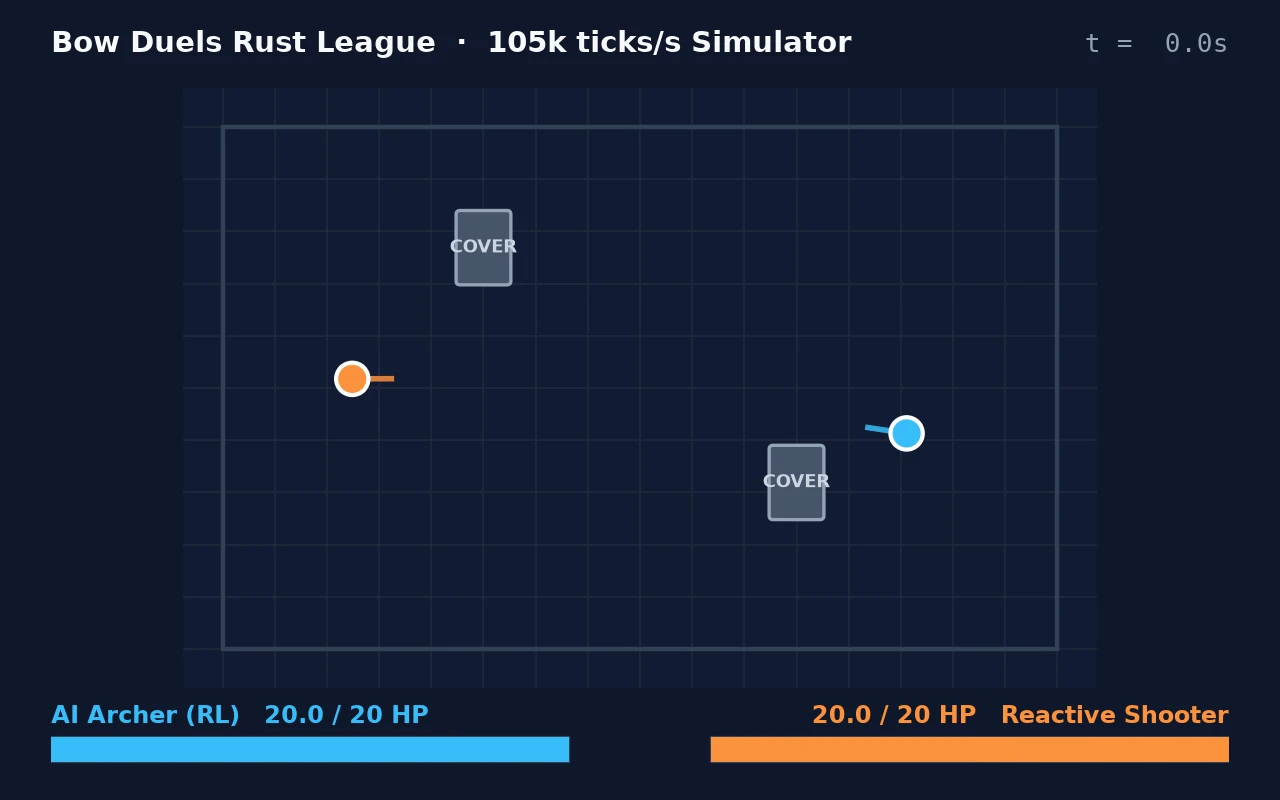 Bow Duels Rust League · 105k ticks/s Simulator
t = 0.0s
COVER
COVER
AI Archer (RL) 20.0 / 20 HP
20.0 / 20 HP Reactive Shooter